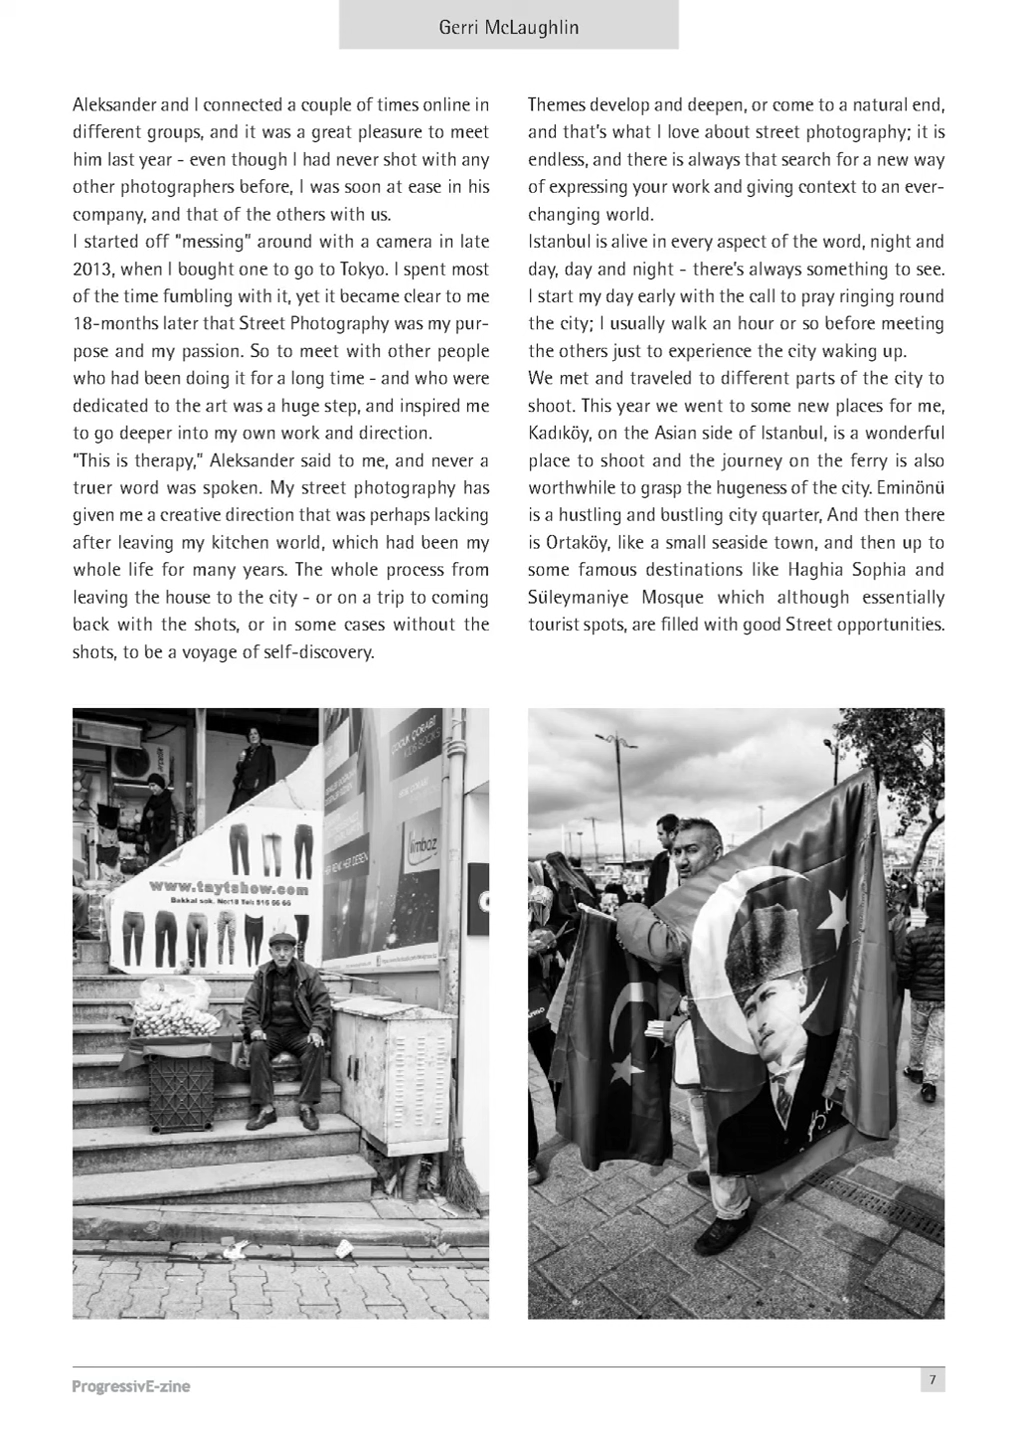 Gerri McLaughlin
Aleksander and I connected a couple of times online in
different groups, and it was a great pleasure to meet
him last year - even though I had never shot with any
other photographers before, I was soon at ease in his
company, and that of the others with us.
I started off "messing" around with a camera in late
2013, when I bought one to go to Tokyo. I spent most
of the time fumbling with it, yet it became clear to me
18-months later that Street Photography was my pur-
pose and my passion. So to meet with other people
who had been doing it for a long time - and who were
dedicated to the art was a huge step, and inspired me
to go deeper into my own work and direction.
"This is therapy," Aleksander said to me, and never a
truer word was spoken. My street photography has
given me a creative direction that was perhaps lacking
after leaving my kitchen world, which had been my
whole life for many years. The whole process from
leaving the house to the city - or on a trip to coming
back with the shots, or in some cases without the
shots, to be a voyage of self-discovery.
Themes develop and deepen, or come to a natural end,
and that's what I love about street photography; it is
endless, and there is always that search for a new way
of expressing your work and giving context to an ever-
changing world.
Istanbul is alive in every aspect of the word, night and
day, day and night - there's always something to see.
I start my day early with the call to pray ringing round
the city; I usually walk an hour or so before meeting
the others just to experience the city waking up.
We met and traveled to different parts of the city to
shoot. This year we went to some new places for me,
Kadıköy, on the Asian side of Istanbul, is a wonderful
place to shoot and the journey on the ferry is also
worthwhile to grasp the hugeness of the city. Eminönü
is a hustling and bustling city quarter, And then there
is Ortaköy, like a small seaside town, and then up to
some famous destinations like Haghia Sophia and
Süleymaniye Mosque which although essentially
tourist spots, are filled with good Street opportunities.
ÇOCUK ÇORABI
KIDS SOCKS
limboz
www.taytshow.com
Bakkal sok. No:18 Tel: 516 66 66
ProgressivE-zine
7